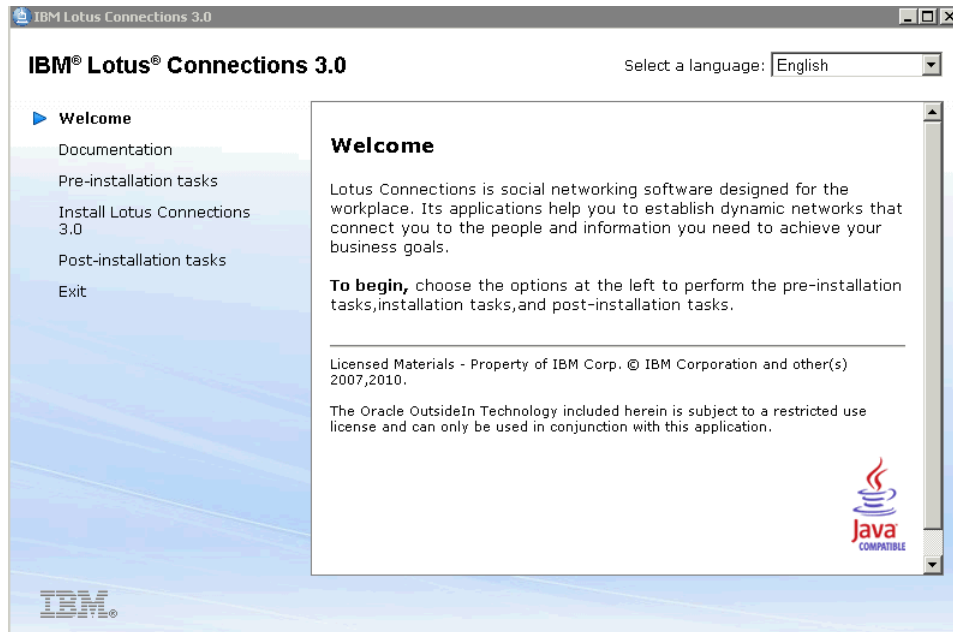 IBM Lotus Connections 3.0
IBM® Lotus® Connections 3.0
Select a language: English
Welcome
Documentation
Pre-installation tasks
Install Lotus Connections
3.0
Post-installation tasks
Exit
Welcome
Lotus Connections is social networking software designed for the
workplace. Its applications help you to establish dynamic networks that
connect you to the people and information you need to achieve your
business goals.
To begin, choose the options at the left to perform the pre-installation
tasks,installation tasks,and post-installation tasks.
Licensed Materials - Property of IBM Corp. © IBM Corporation and other(s)
2007,2010.
The Oracle OutsideIn Technology included herein is subject to a restricted use
license and can only be used in conjunction with this application.
Java
COMPATIBLE
IBM®